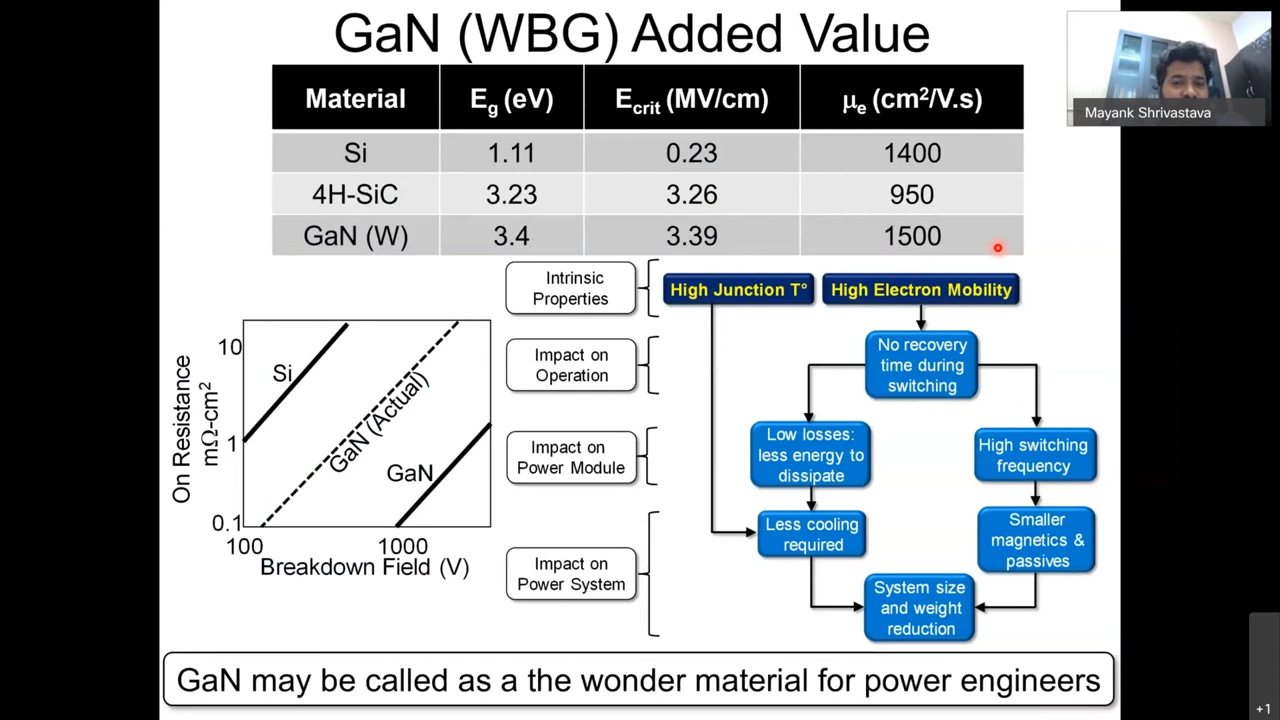 GaN (WBG) Added Value
Mayank Shrivastava
Material Eg (eV) Ecrit (MV/cm) μe (cm²/V.s)
Si 1.11 0.23 1400
4H-SiC 3.23 3.26 950
GaN (W) 3.4 3.39 1500
Intrinsic
Properties
High Junction T°
High Electron Mobility
Impact on
Operation
No recovery
time during
switching
Impact on
Power Module
Low losses:
less energy to
dissipate
High switching
frequency
Less cooling
required
Smaller
magnetics &
passives
Impact on
Power System
System size
and weight
reduction
On Resistance
mΩ-cm²
10
1
0.1
Si
GaN (Actual)
GaN
100 1000
Breakdown Field (V)
GaN may be called as a the wonder material for power engineers
+1